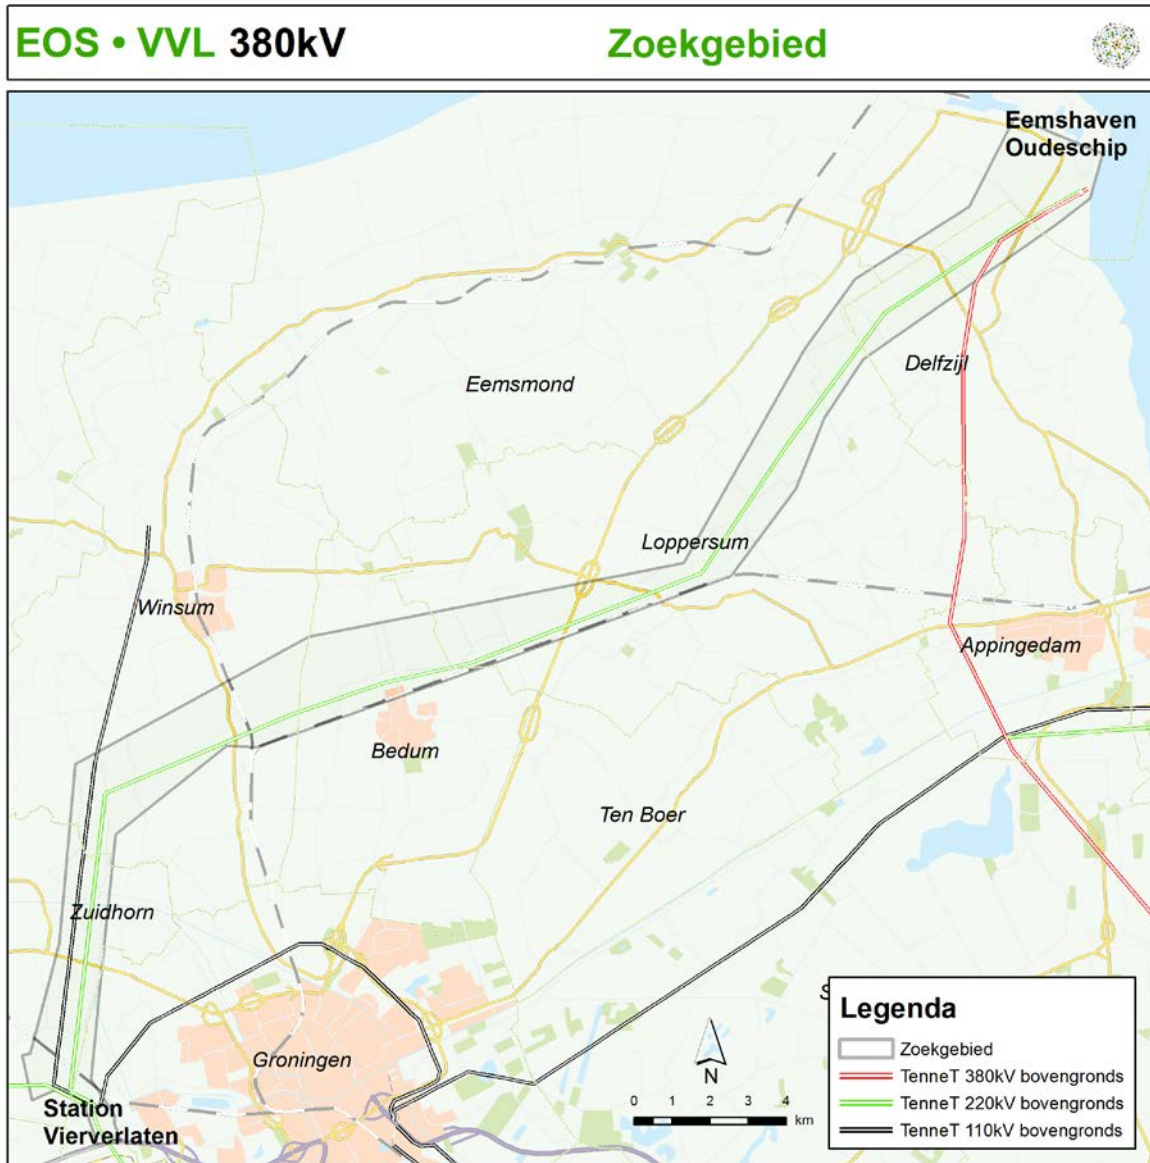 EOS • VVL 380kV
Zoekgebied
Eemshaven
Oudeschip
Delfzijl
Eemsmond
Loppersum
Winsum
Appingedam
Bedum
Ten Boer
Zuidhorn
Groningen
Station
Vierverlaten
N
0 1 2 3 4
km
S
Legenda
Zoekgebied
TenneT 380kV bovengronds
TenneT 220kV bovengronds
TenneT 110kV bovengronds